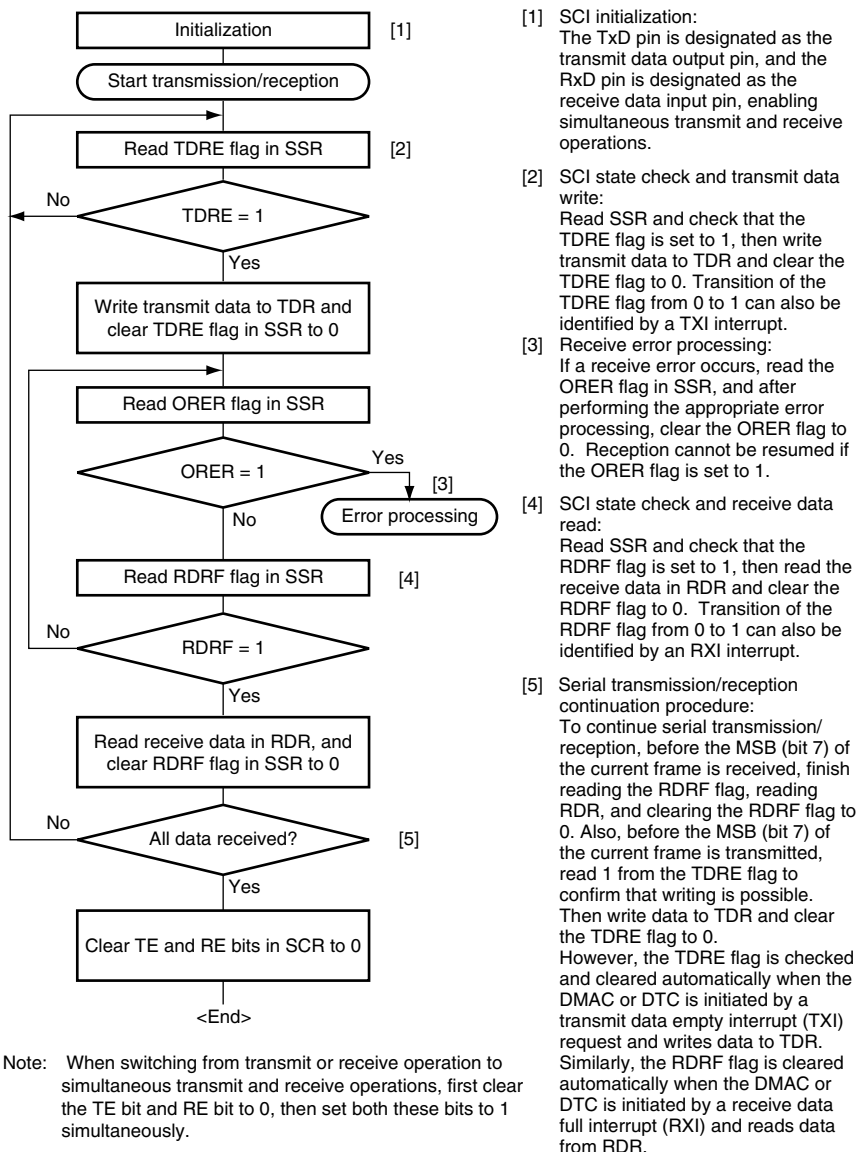 Initialization [1]
Start transmission/reception
Read TDRE flag in SSR [2]
No
TDRE = 1
Yes
Write transmit data to TDR and
clear TDRE flag in SSR to 0
Read ORER flag in SSR
ORER = 1
Yes
[3]
No
Error processing
Read RDRF flag in SSR [4]
No
RDRF = 1
Yes
Read receive data in RDR, and
clear RDRF flag in SSR to 0
No
All data received? [5]
Yes
Clear TE and RE bits in SCR to 0
<End>
Note: When switching from transmit or receive operation to
simultaneous transmit and receive operations, first clear
the TE bit and RE bit to 0, then set both these bits to 1
simultaneously.
[1] SCI initialization:
The TxD pin is designated as the
transmit data output pin, and the
RxD pin is designated as the
receive data input pin, enabling
simultaneous transmit and receive
operations.
[2] SCI state check and transmit data
write:
Read SSR and check that the
TDRE flag is set to 1, then write
transmit data to TDR and clear the
TDRE flag to 0. Transition of the
TDRE flag from 0 to 1 can also be
identified by a TXI interrupt.
[3] Receive error processing:
If a receive error occurs, read the
ORER flag in SSR, and after
performing the appropriate error
processing, clear the ORER flag to
0. Reception cannot be resumed if
the ORER flag is set to 1.
[4] SCI state check and receive data
read:
Read SSR and check that the
RDRF flag is set to 1, then read the
receive data in RDR and clear the
RDRF flag to 0. Transition of the
RDRF flag from 0 to 1 can also be
identified by an RXI interrupt.
[5] Serial transmission/reception
continuation procedure:
To continue serial transmission/
reception, before the MSB (bit 7) of
the current frame is received, finish
reading the RDRF flag, reading
RDR, and clearing the RDRF flag to
0. Also, before the MSB (bit 7) of
the current frame is transmitted,
read 1 from the TDRE flag to
confirm that writing is possible.
Then write data to TDR and clear
the TDRE flag to 0.
However, the TDRE flag is checked
and cleared automatically when the
DMAC or DTC is initiated by a
transmit data empty interrupt (TXI)
request and writes data to TDR.
Similarly, the RDRF flag is cleared
automatically when the DMAC or
DTC is initiated by a receive data
full interrupt (RXI) and reads data
from RDR.